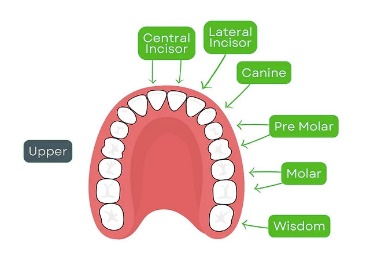 Central
Incisor
Lateral
Incisor
Canine
Pre Molar
Upper
Molar
Wisdom